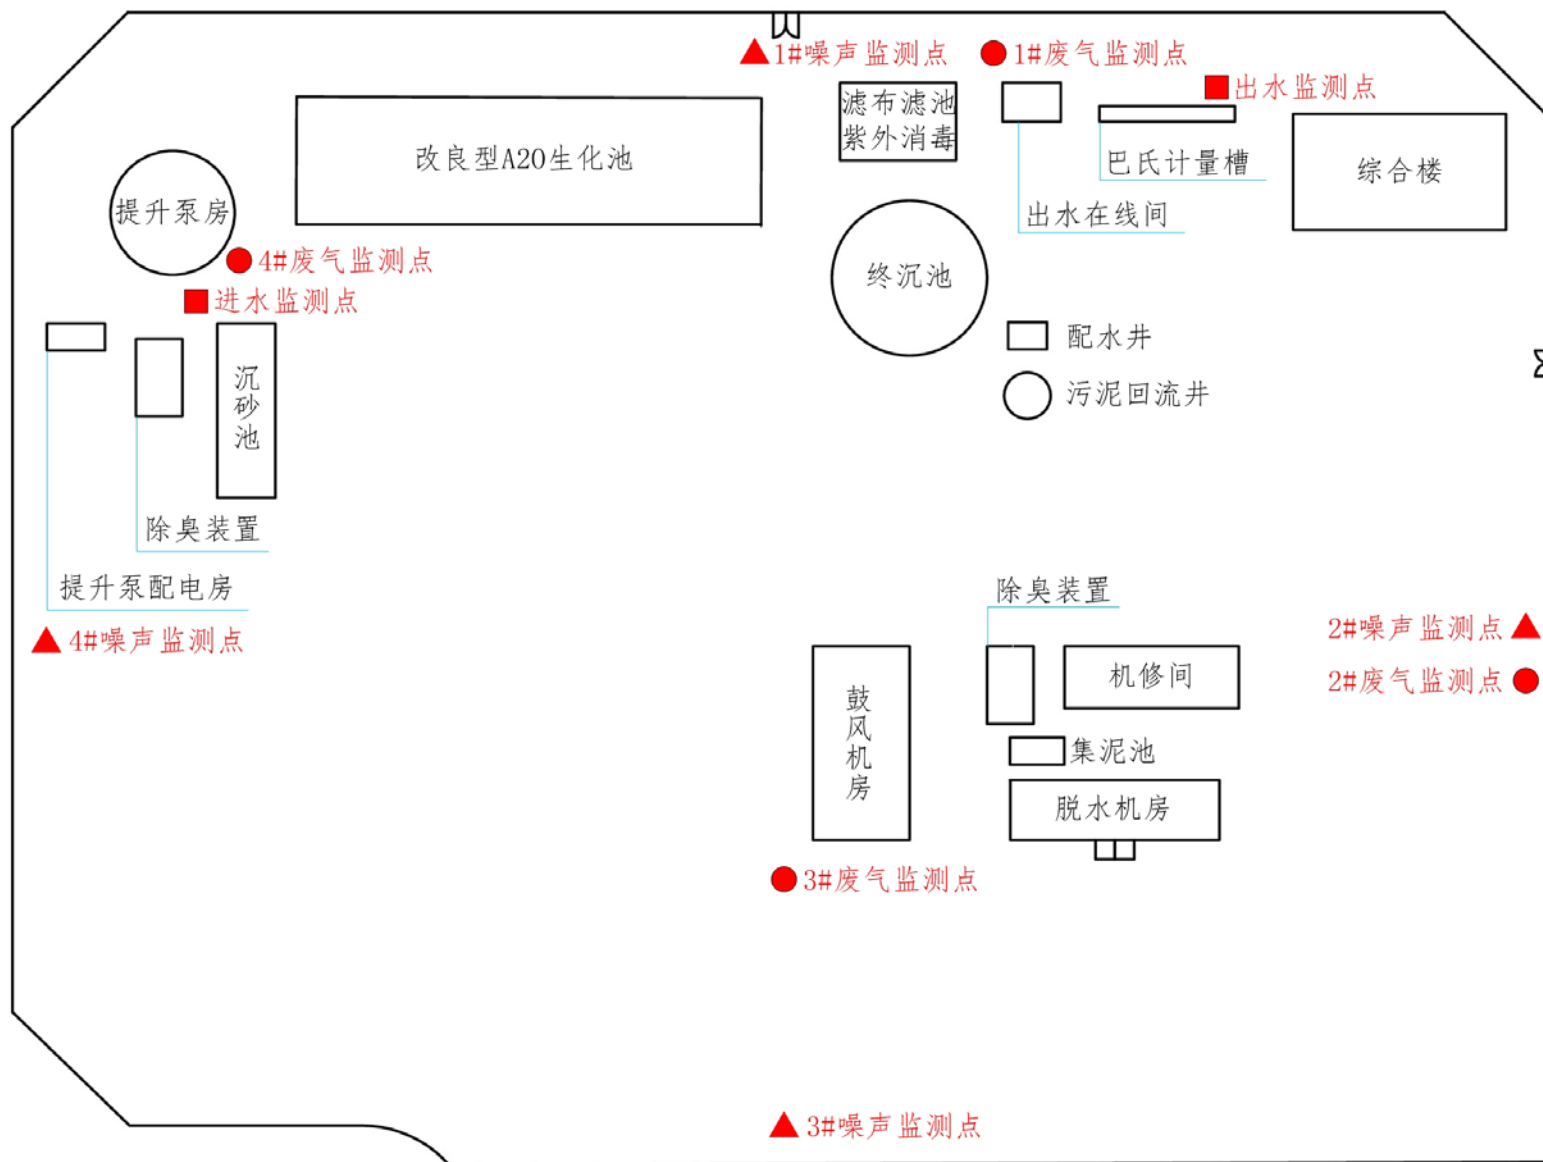 1#噪声监测点
1#废气监测点
出水监测点
滤布滤池
紫外消毒
改良型A2O生化池
巴氏计量槽
综合楼
提升泵房
出水在线间
4#废气监测点
终沉池
进水监测点
配水井
沉砂池
污泥回流井
除臭装置
提升泵配电房
除臭装置
4#噪声监测点
2#噪声监测点
机修间
2#废气监测点
鼓风机房
集泥池
脱水机房
3#废气监测点
3#噪声监测点